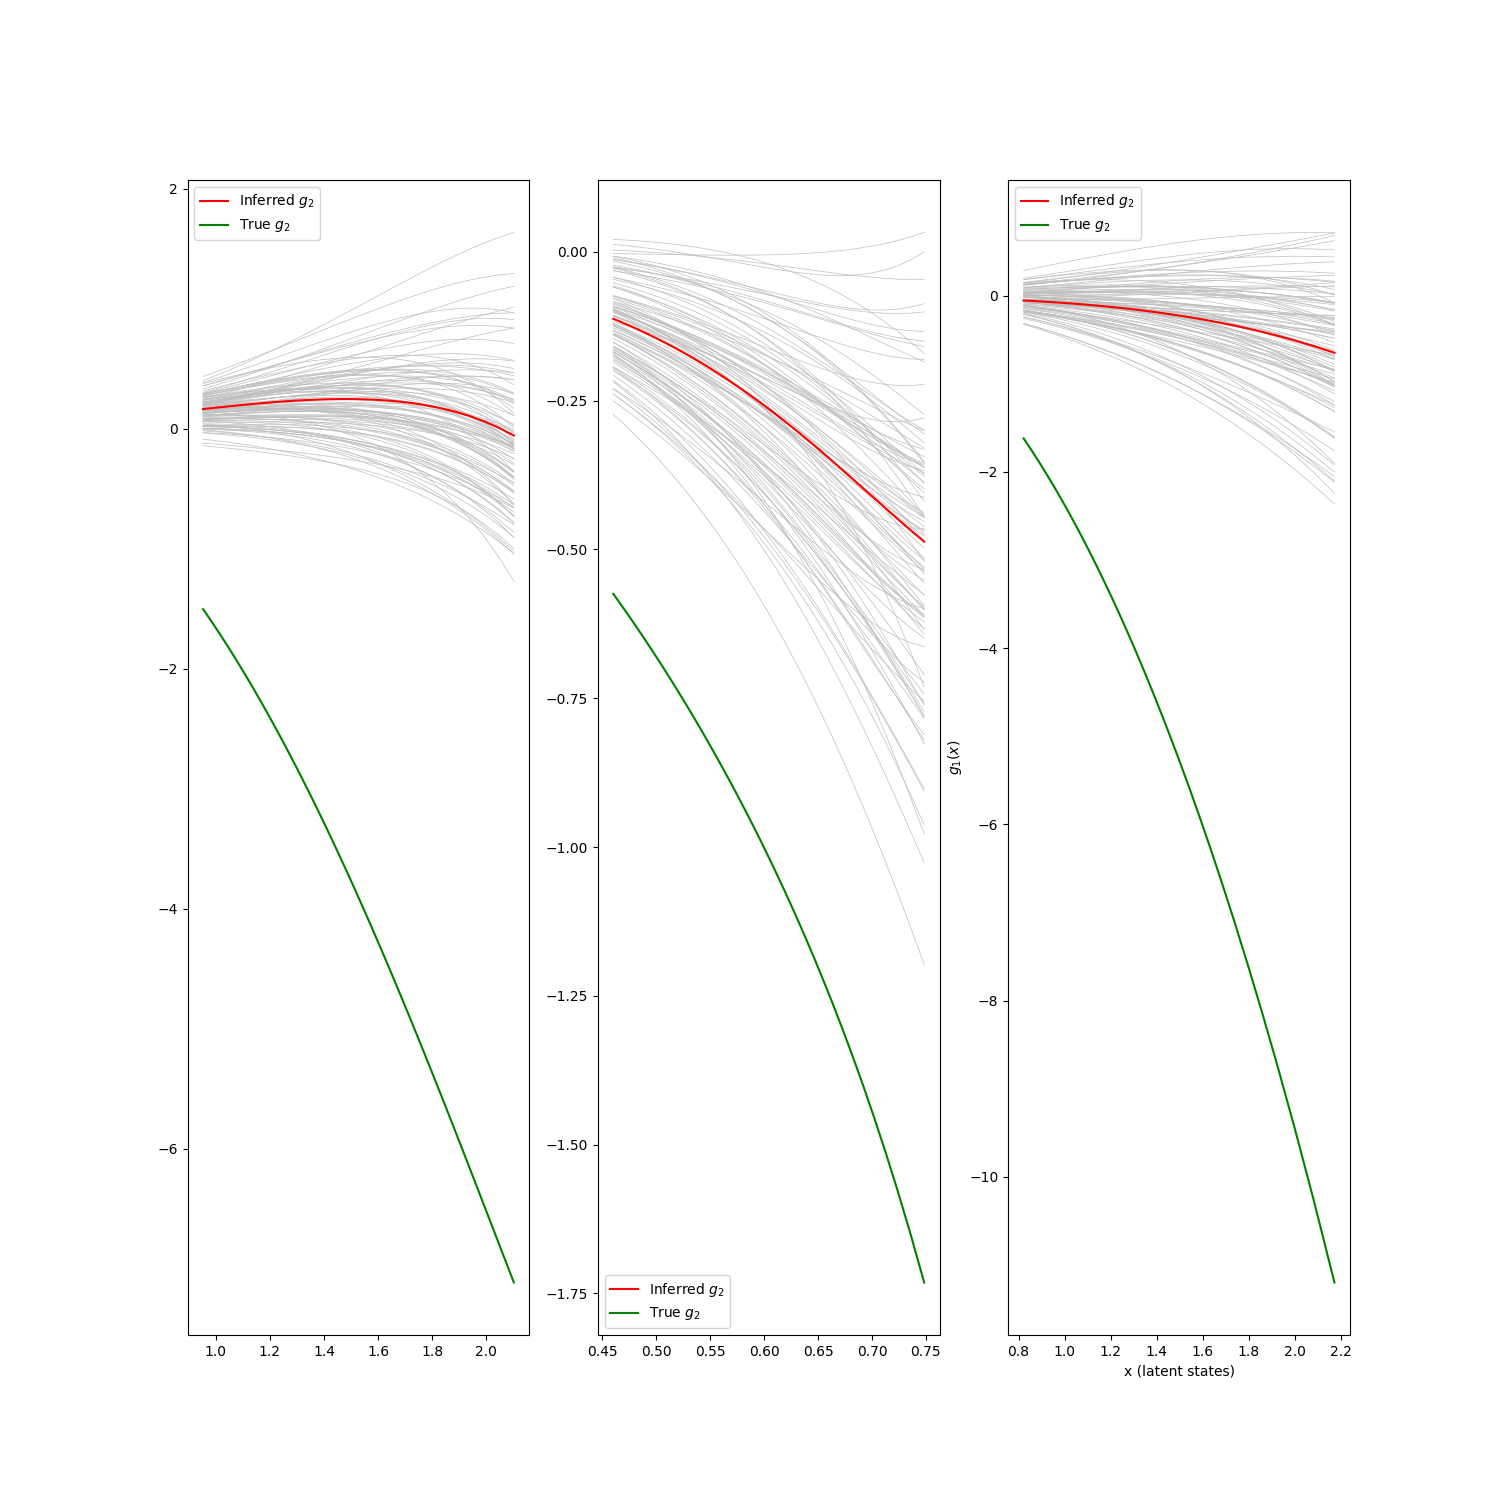 2
0
−2
−4
−6
1.0 1.2 1.4 1.6 1.8 2.0
Inferred g₂
True g₂
0.00
−0.25
−0.50
−0.75
−1.00
−1.25
−1.50
−1.75
0.45 0.50 0.55 0.60 0.65 0.70 0.75
Inferred g₂
True g₂
g₁(x)
0
−2
−4
−6
−8
−10
0.8 1.0 1.2 1.4 1.6 1.8 2.0 2.2
x (latent states)
Inferred g₂
True g₂